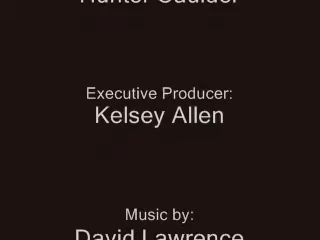 Executive Producer:
Kelsey Allen
Music by:
David Lawrence